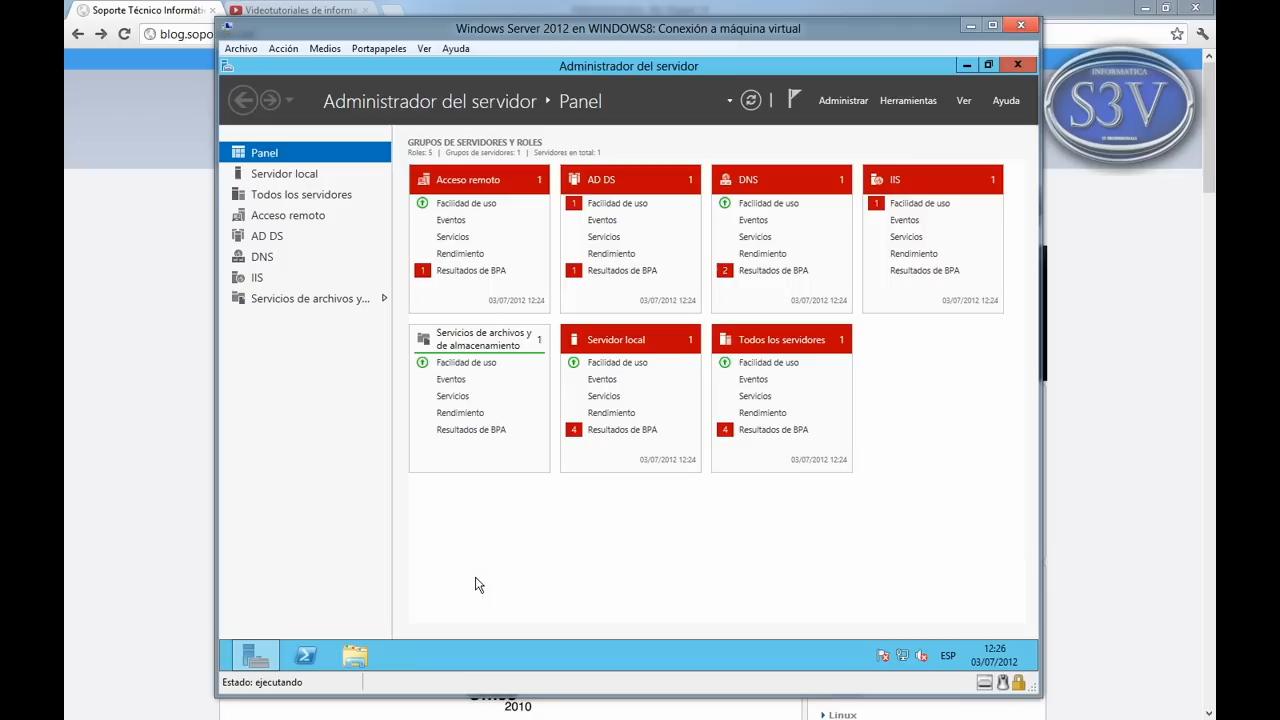 Soporte Técnico Informáti
Videotutoriales de informa
blog.sopo
Windows Server 2012 en WINDOWS8: Conexión a máquina virtual
Archivo Acción Medios Portapapeles Ver Ayuda
Administrador del servidor
Administrador del servidor Panel
Administrar Herramientas Ver Ayuda
INFORMATICA
S3V
IT PROFESSIONALS
Panel
Servidor local
Todos los servidores
Acceso remoto
AD DS
DNS
IIS
Servicios de archivos y...
GRUPOS DE SERVIDORES Y ROLES
Roles: 5 | Grupos de servidores: 1 | Servidores en total: 1
Acceso remoto 1
Facilidad de uso
Eventos
Servicios
Rendimiento
1 Resultados de BPA
03/07/2012 12:24
AD DS 1
1 Facilidad de uso
Eventos
Servicios
Rendimiento
1 Resultados de BPA
03/07/2012 12:24
DNS 1
Facilidad de uso
Eventos
Servicios
Rendimiento
2 Resultados de BPA
03/07/2012 12:24
IIS 1
1 Facilidad de uso
Eventos
Servicios
Rendimiento
Resultados de BPA
03/07/2012 12:24
Servicios de archivos y
de almacenamiento 1
Facilidad de uso
Eventos
Servicios
Rendimiento
Resultados de BPA
Servidor local 1
Facilidad de uso
Eventos
Servicios
Rendimiento
4 Resultados de BPA
03/07/2012 12:24
Todos los servidores 1
Facilidad de uso
Eventos
Servicios
Rendimiento
4 Resultados de BPA
03/07/2012 12:24
ESP
12:26
03/07/2012
Estado: ejecutando
2010
Linux